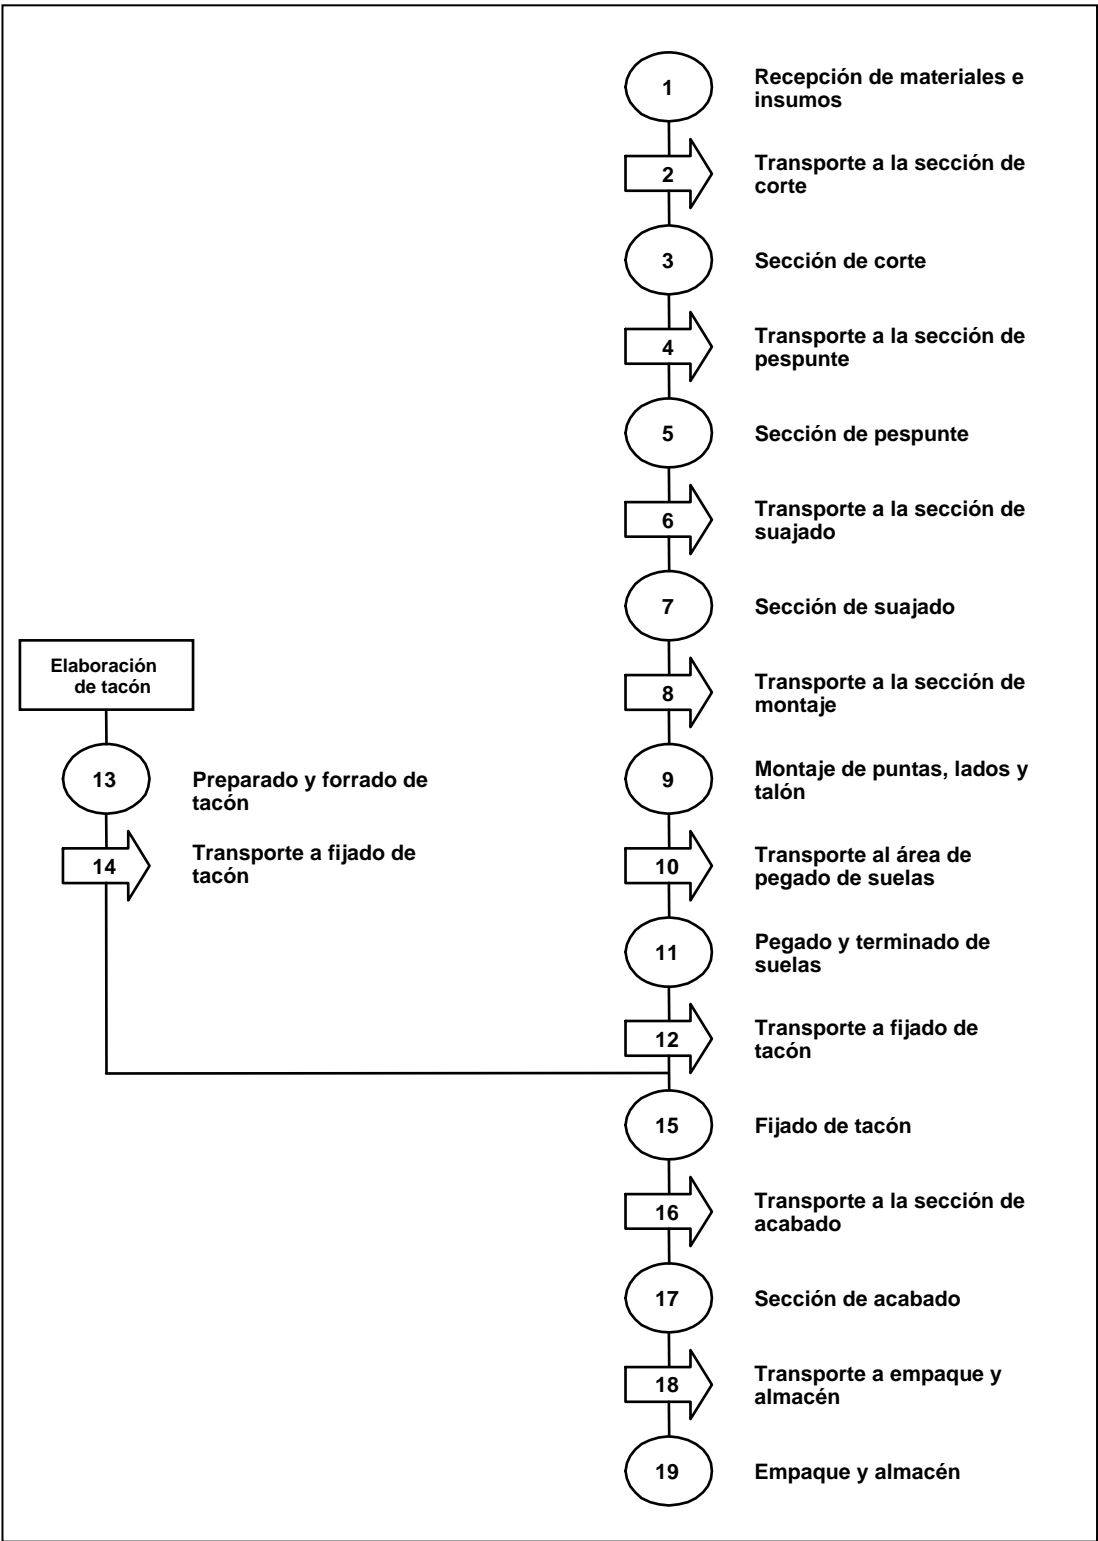 1
Recepción de materiales e
insumos
2
Transporte a la sección de
corte
3
Sección de corte
4
Transporte a la sección de
pespunte
5
Sección de pespunte
6
Transporte a la sección de
suajado
7
Sección de suajado
8
Transporte a la sección de
montaje
9
Montaje de puntas, lados y
talón
10
Transporte al área de
pegado de suelas
11
Pegado y terminado de
suelas
12
Transporte a fijado de
tacón
Elaboración
de tacón
13
Preparado y forrado de
tacón
14
Transporte a fijado de
tacón
15
Fijado de tacón
16
Transporte a la sección de
acabado
17
Sección de acabado
18
Transporte a empaque y
almacén
19
Empaque y almacén